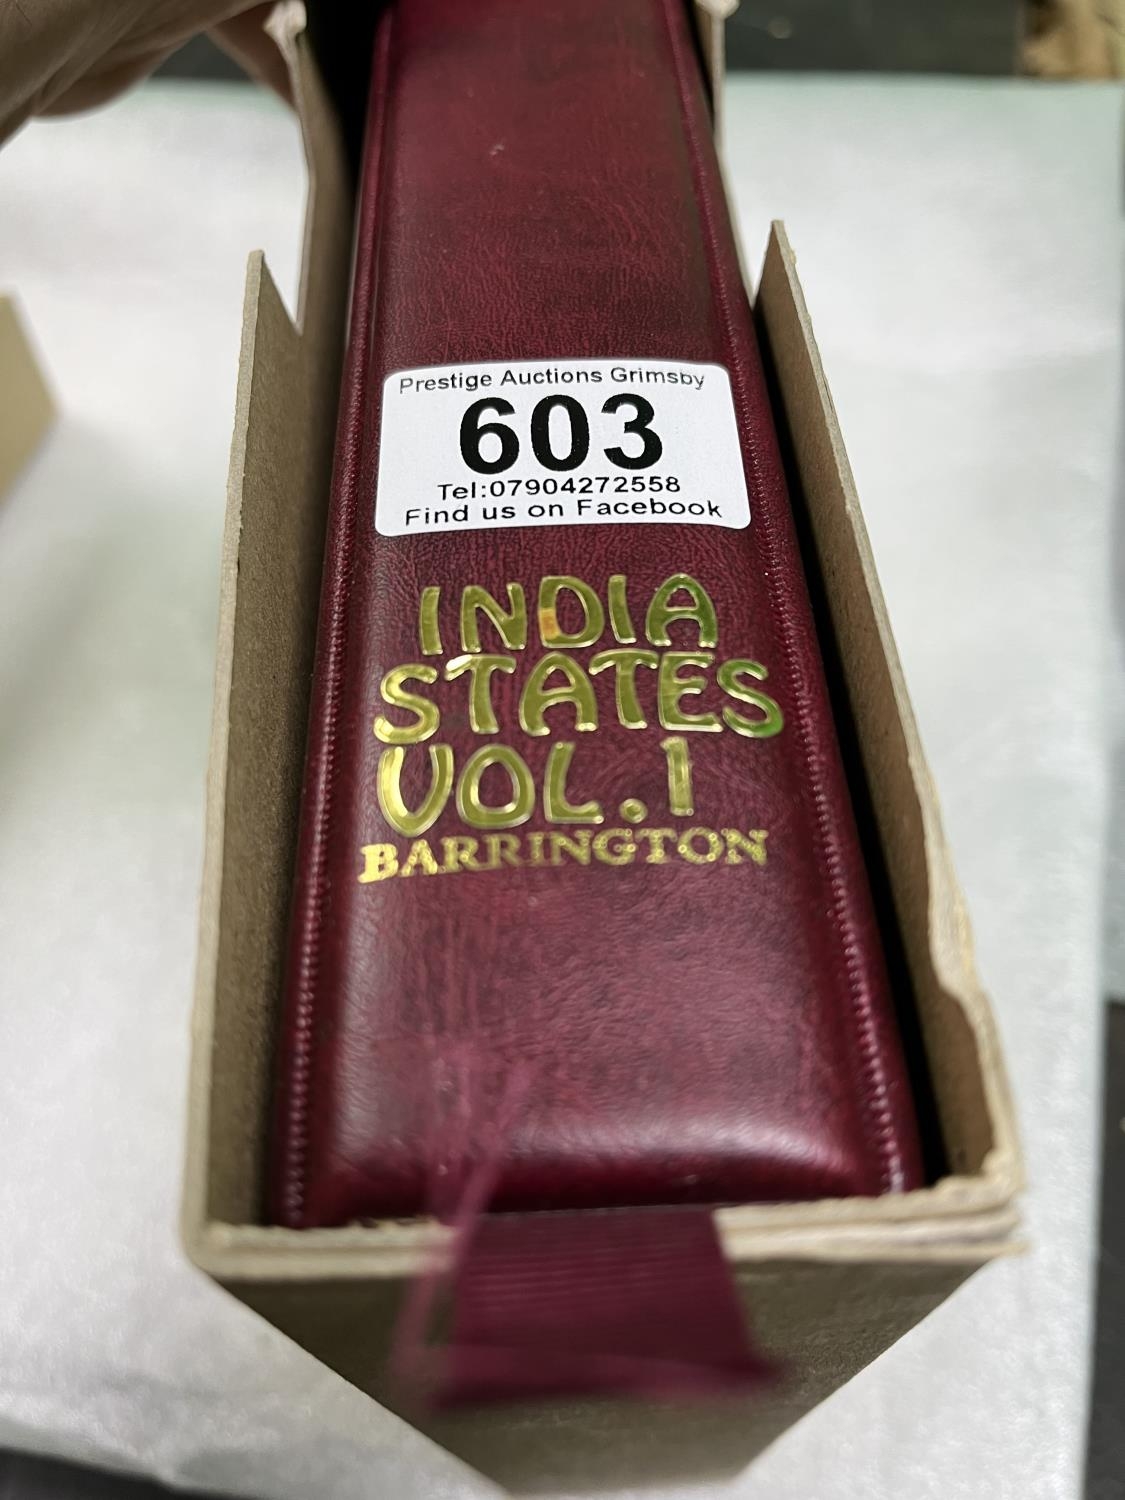 Prestige Auctions Grimsby
603
Tel:07904272558
Find us on Facebook
INDIA
STATES
VOL.1
BARRINGTON